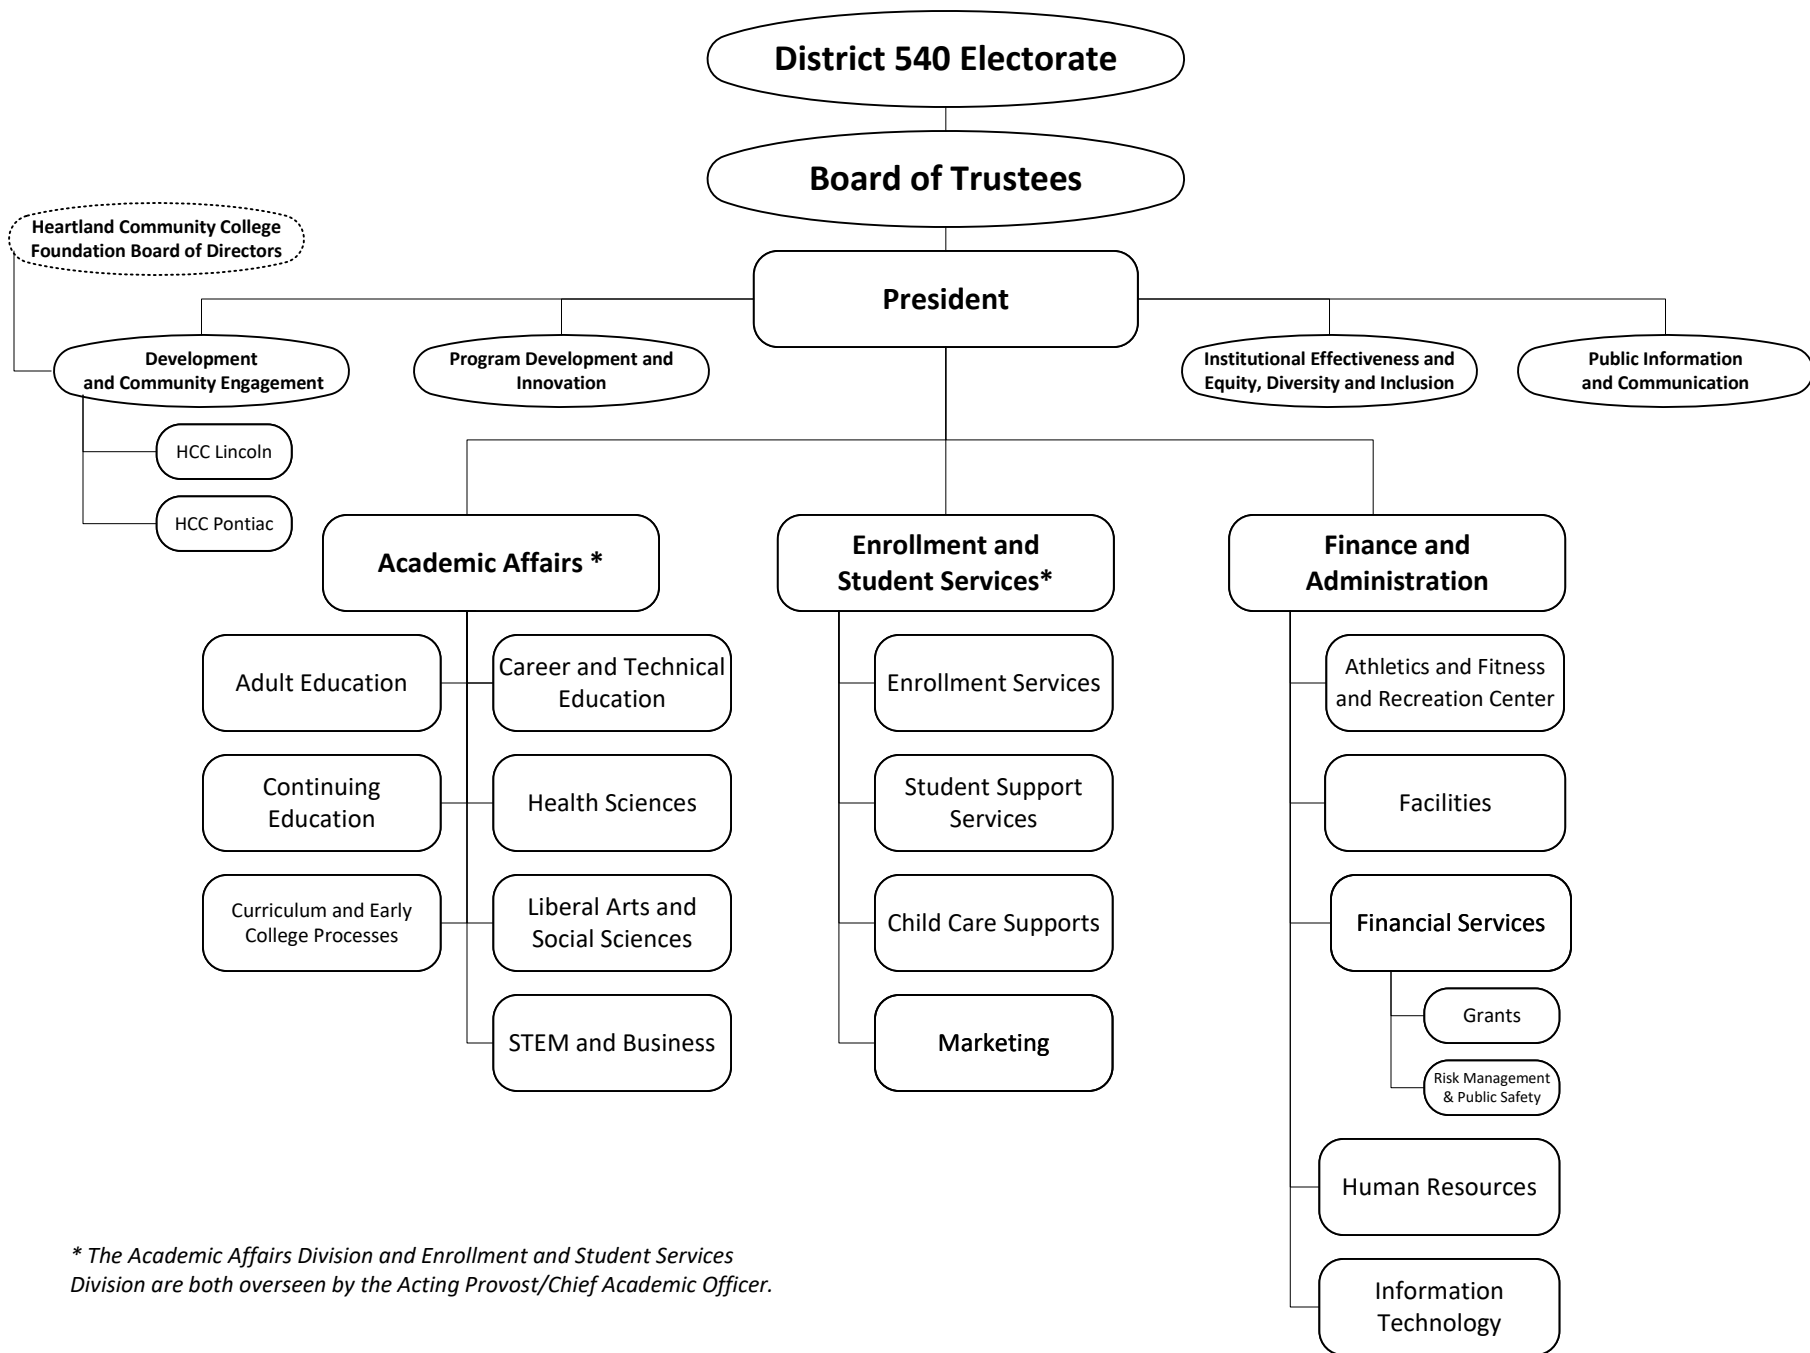 District 540 Electorate
Board of Trustees
Heartland Community College
Foundation Board of Directors
President
Development
and Community Engagement
Program Development and
Innovation
Institutional Effectiveness and
Equity, Diversity and Inclusion
Public Information
and Communication
HCC Lincoln
HCC Pontiac
Academic Affairs *
Enrollment and
Student Services*
Finance and
Administration
Adult Education
Career and Technical
Education
Continuing
Education
Health Sciences
Curriculum and Early
College Processes
Liberal Arts and
Social Sciences
STEM and Business
Enrollment Services
Student Support
Services
Child Care Supports
Marketing
Athletics and Fitness
and Recreation Center
Facilities
Financial Services
Grants
Risk Management
& Public Safety
Human Resources
Information
Technology
* The Academic Affairs Division and Enrollment and Student Services
Division are both overseen by the Acting Provost/Chief Academic Officer.